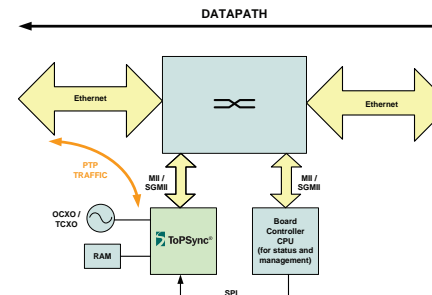 DATAPATH
Ethernet
Ethernet
PTP
TRAFFIC
MII /
SGMII
MII /
SGMII
OCXO /
TCXO
ToPSync®
RAM
Board
Controller
CPU
(for status and
management)
SPI